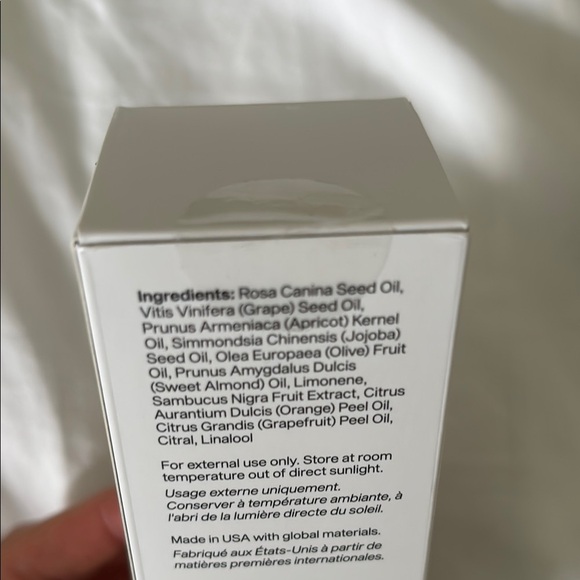 Ingredients: Rosa Canina Seed Oil,
Vitis Vinifera (Grape) Seed Oil,
Prunus Armeniaca (Apricot) Kernel
Oil, Simmondsia Chinensis (Jojoba)
Seed Oil, Olea Europaea (Olive) Fruit
Oil, Prunus Amygdalus Dulcis
(Sweet Almond) Oil, Limonene,
Sambucus Nigra Fruit Extract, Citrus
Aurantium Dulcis (Orange) Peel Oil,
Citrus Grandis (Grapefruit) Peel Oil,
Citral, Linalool
For external use only. Store at room
temperature out of direct sunlight.
Usage externe uniquement.
Conserver à température ambiante, à
l'abri de la lumière directe du soleil.
Made in USA with global materials.
Fabriqué aux États-Unis à partir de
matières premières internationales.